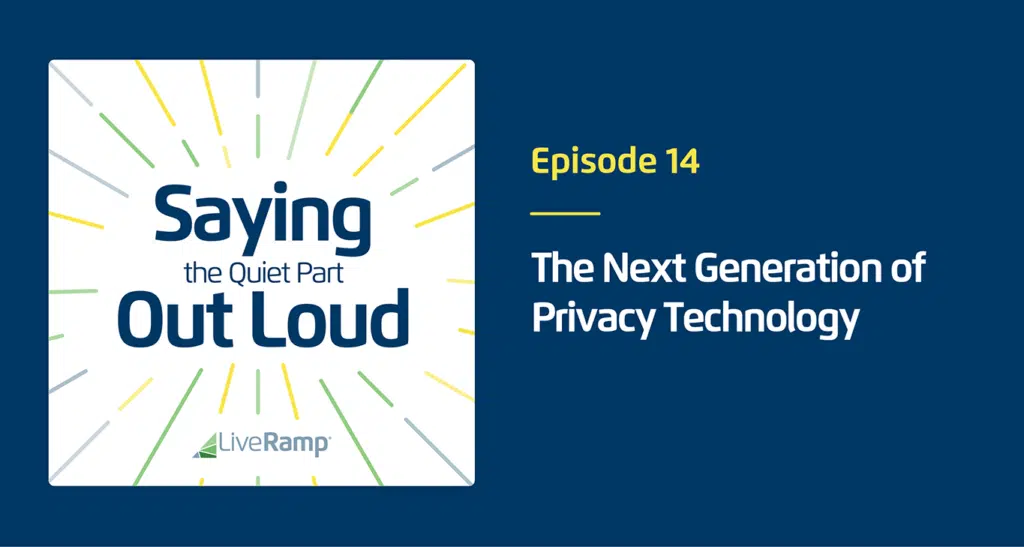 Saying
the Quiet Part
Out Loud
LiveRamp
Episode 14
The Next Generation of
Privacy Technology